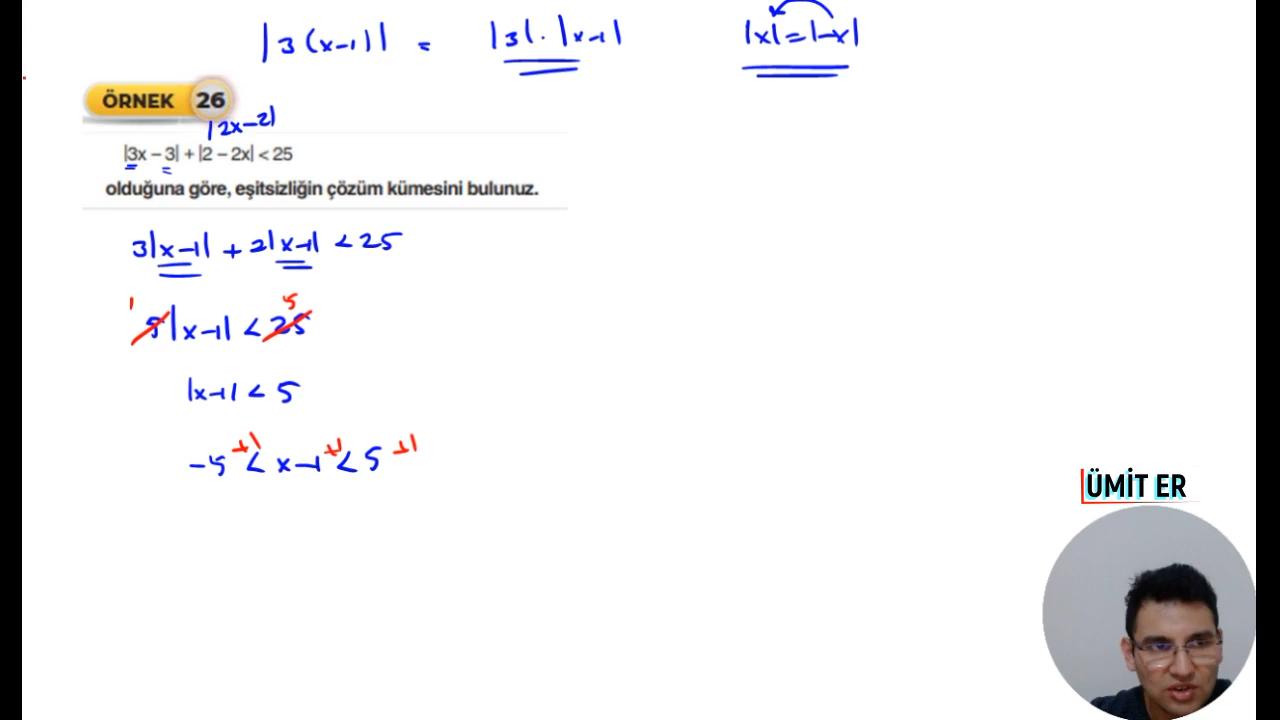 |3(x-1)| = |3|·|x-1| |x|=|-x|
ÖRNEK 26
|2x-2|
|3x – 3| + |2 – 2x| < 25
olduğuna göre, eşitsizliğin çözüm kümesini bulunuz.
3|x-1| + 2|x-1| < 25
1 5
5|x-1| < 25
|x-1| < 5
+1 +1 +1
-5 < x-1 < 5
ÜMİT ER